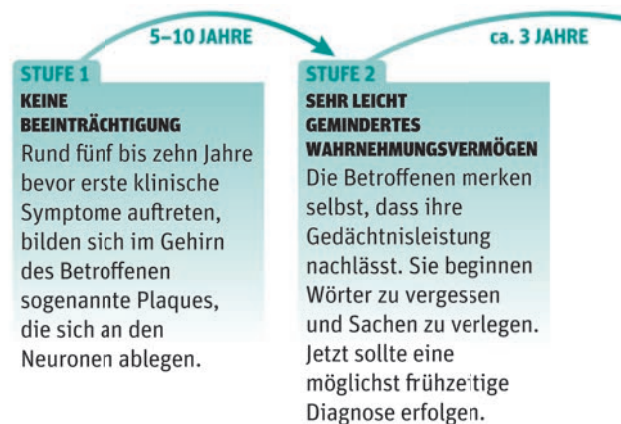 5–10 JAHRE
ca. 3 JAHRE
STUFE 1
KEINE
BEEINTRÄCHTIGUNG
Rund fünf bis zehn Jahre
bevor erste klinische
Symptome auftreten,
bilden sich im Gehirn
des Betroffenen
sogenannte Plaques,
die sich an den
Neuronen ablegen.
STUFE 2
SEHR LEICHT
GEMINDERTES
WAHRNEHMUNGSVERMÖGEN
Die Betroffenen merken
selbst, dass ihre
Gedächtnisleistung
nachlässt. Sie beginnen
Wörter zu vergessen
und Sachen zu verlegen.
Jetzt sollte eine
möglichst frühzeitige
Diagnose erfolgen.